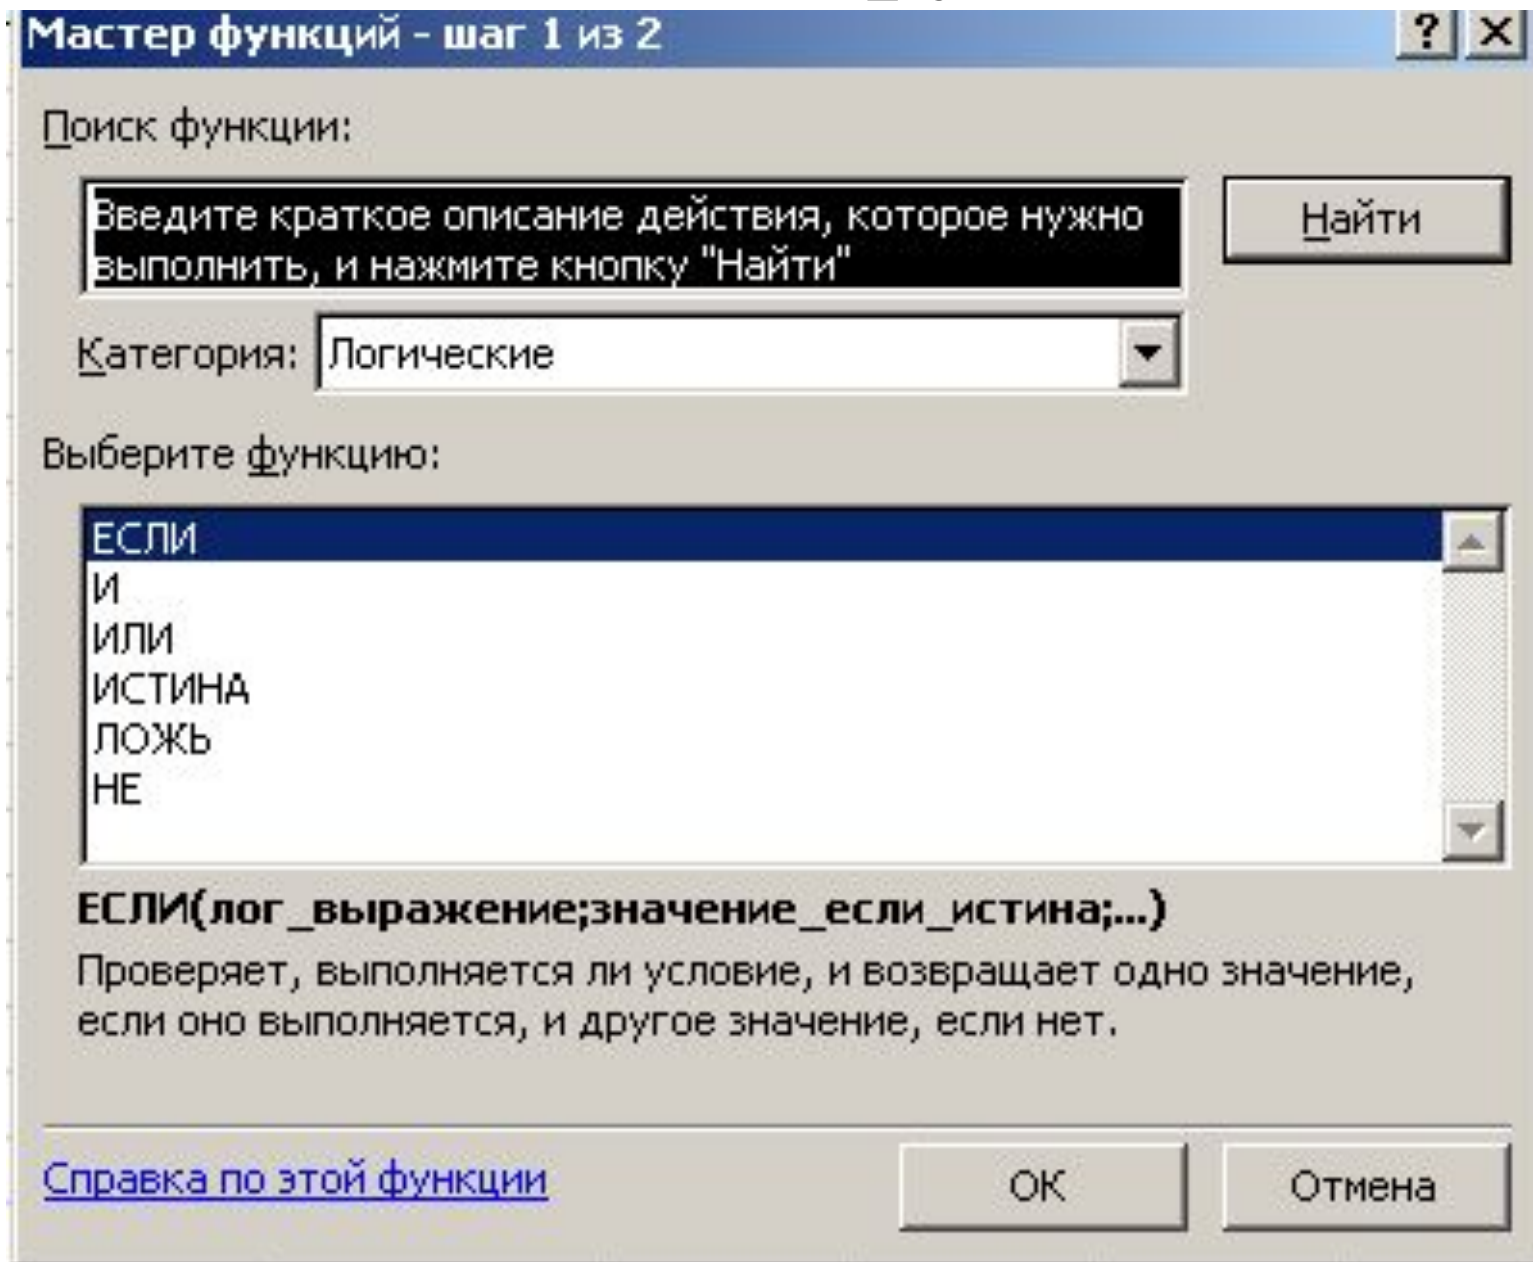 Мастер функций - шаг 1 из 2
Поиск функции:
Введите краткое описание действия, которое нужно
выполнить, и нажмите кнопку "Найти"
Найти
Категория: Логические
Выберите функцию:
ЕСЛИ
И
ИЛИ
ИСТИНА
ЛОЖЬ
НЕ
ЕСЛИ(лог_выражение;значение_если_истина;...)
Проверяет, выполняется ли условие, и возвращает одно значение,
если оно выполняется, и другое значение, если нет.
Справка по этой функции
ОК
Отмена